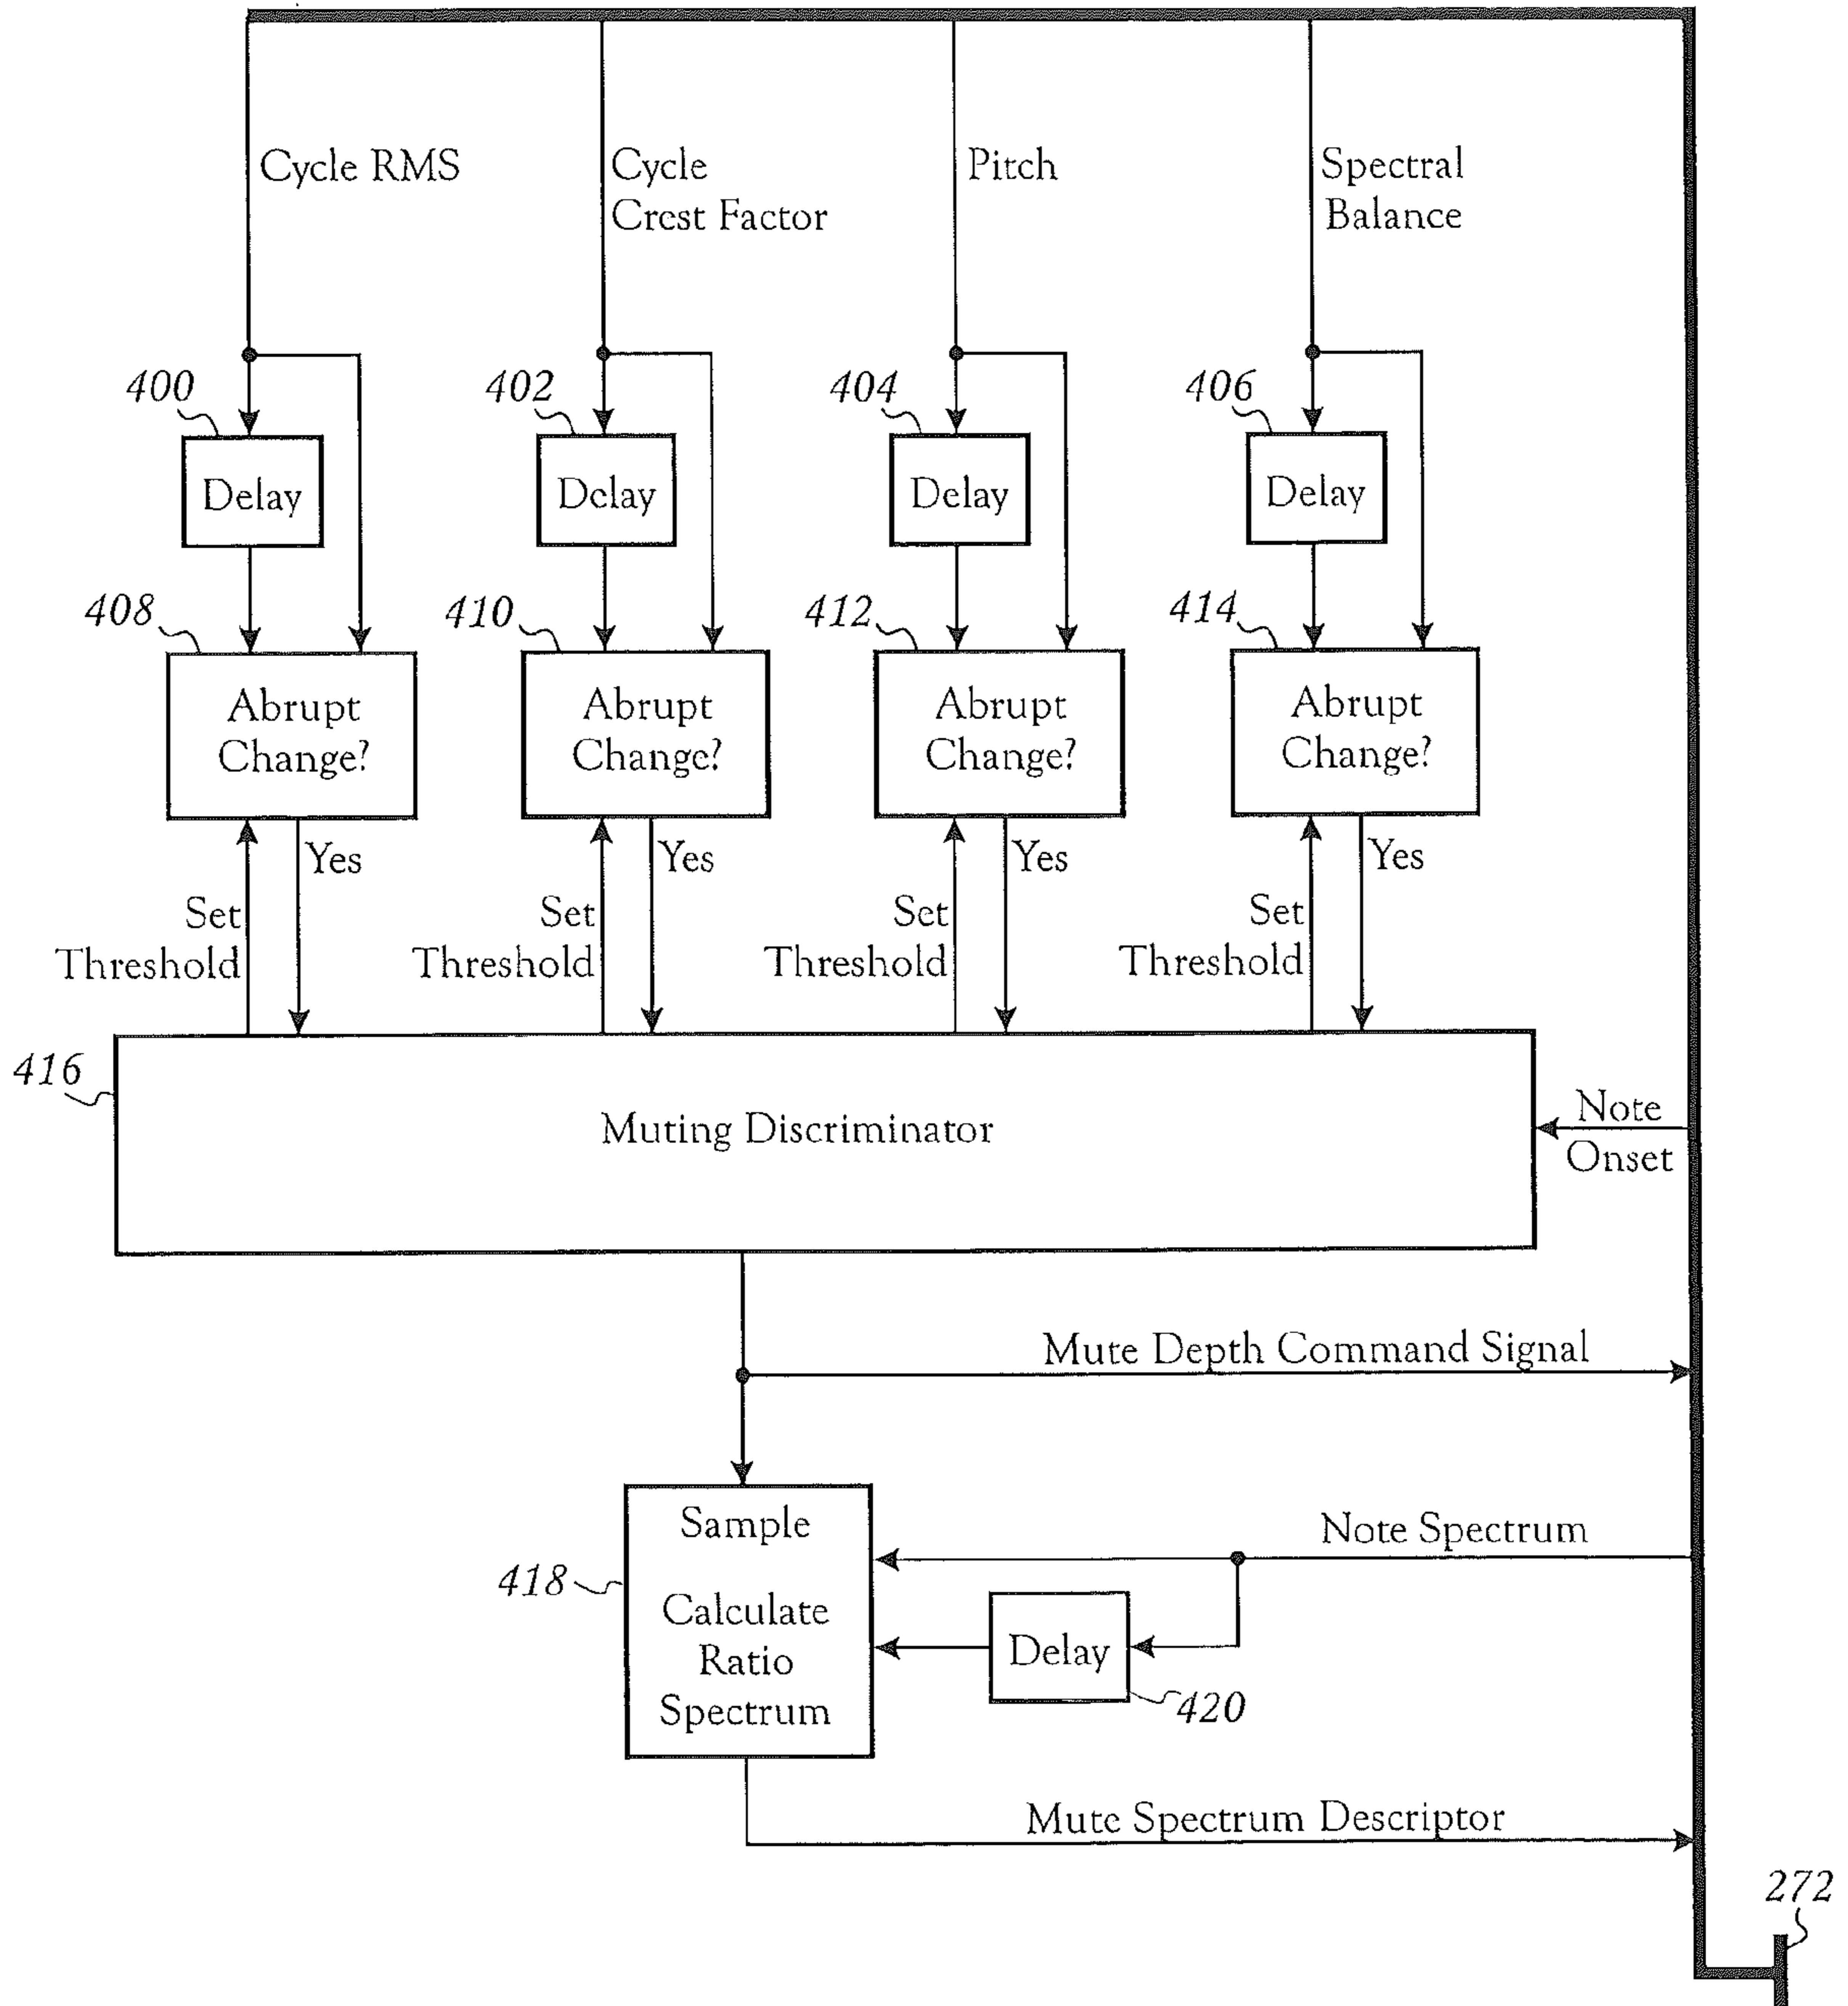 Cycle RMS
Cycle
Crest Factor
Pitch
Spectral
Balance
400
402
404
406
Delay
Delay
Delay
Delay
408
410
412
414
Abrupt
Change?
Abrupt
Change?
Abrupt
Change?
Abrupt
Change?
Yes
Yes
Yes
Yes
Set
Threshold
Set
Threshold
Set
Threshold
Set
Threshold
416
Muting Discriminator
Note
Onset
Mute Depth Command Signal
Sample
Calculate
Ratio
Spectrum
418
Note Spectrum
Delay
420
Mute Spectrum Descriptor
272